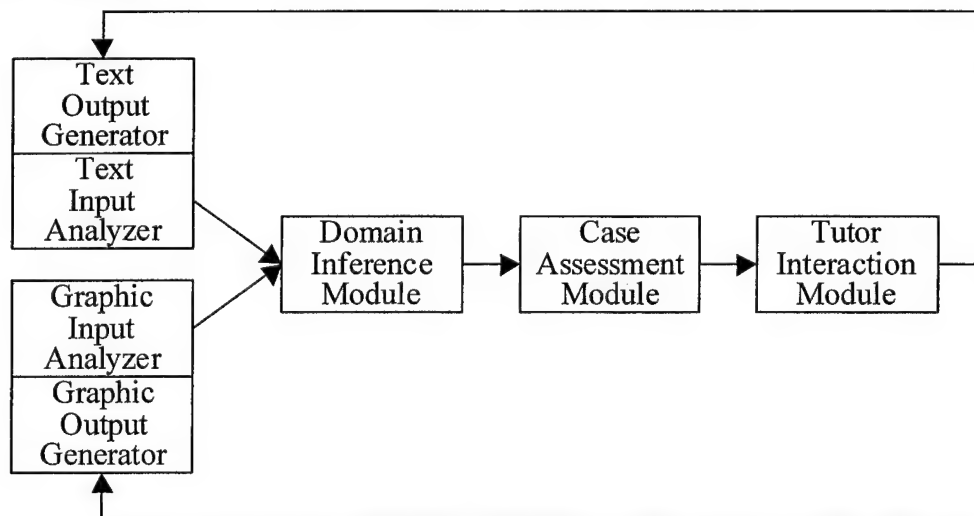 Text
Output
Generator
Text
Input
Analyzer
Graphic
Input
Analyzer
Graphic
Output
Generator
Domain
Inference
Module
Case
Assessment
Module
Tutor
Interaction
Module